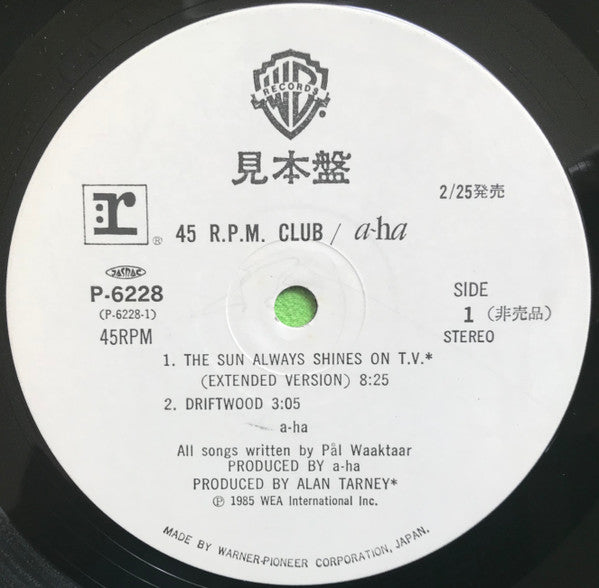 WB
RECORDS
®
見本盤
2/25発売
r®
45 R.P.M. CLUB / a-ha
JASRAC
P-6228
(P-6228-1)
45RPM
SIDE
1 (非売品)
STEREO
1. THE SUN ALWAYS SHINES ON T.V.*
(EXTENDED VERSION) 8:25
2. DRIFTWOOD 3:05
a-ha
All songs written by Pål Waaktaar
PRODUCED BY a-ha
PRODUCED BY ALAN TARNEY*
℗ 1985 WEA International Inc.
MADE BY WARNER-PIONEER CORPORATION, JAPAN.